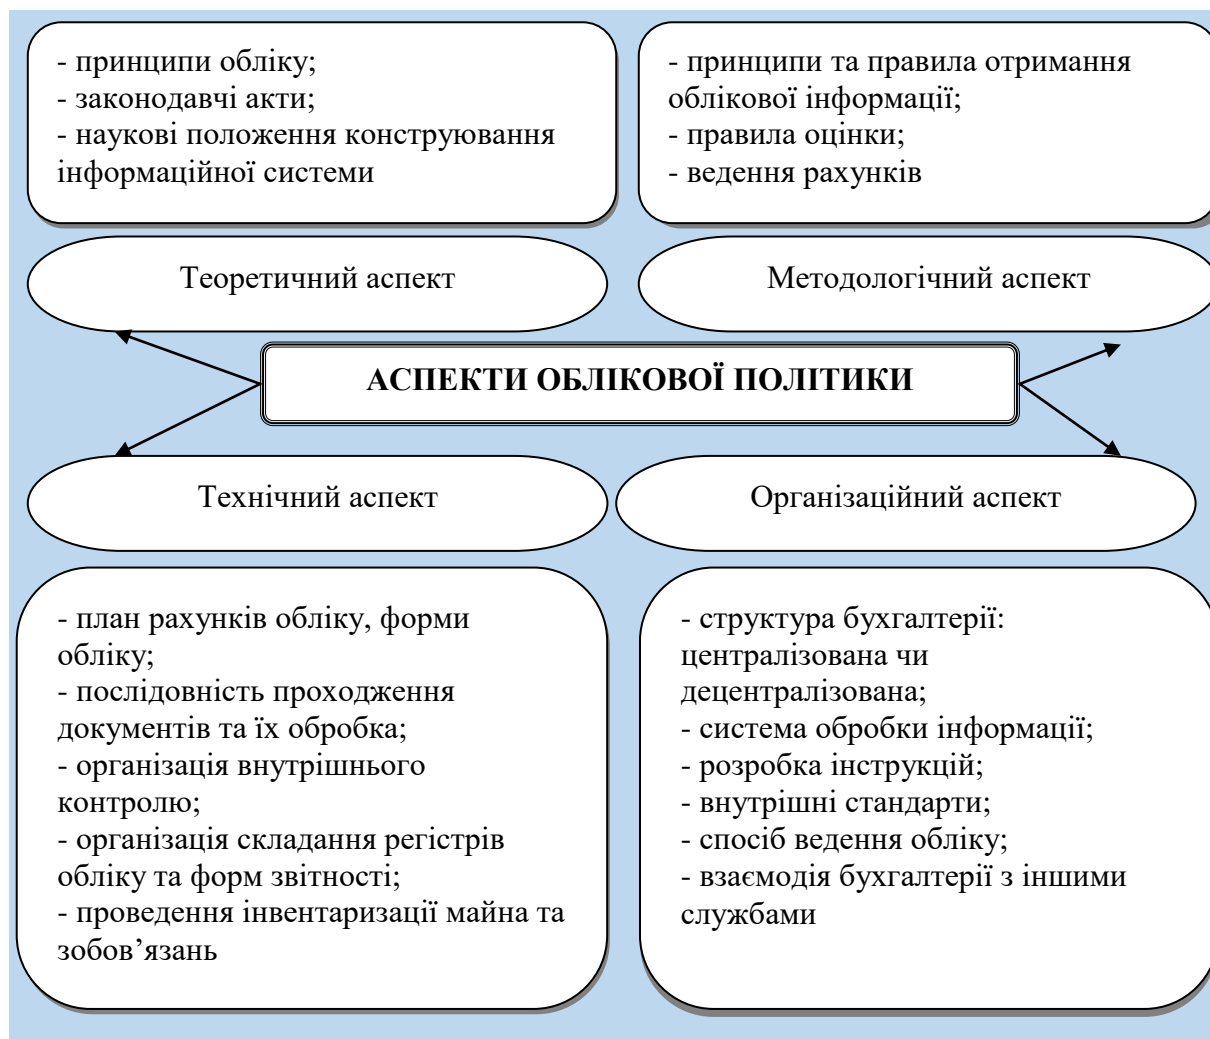 - принципи обліку;
- законодавчі акти;
- наукові положення конструювання
інформаційної системи
- принципи та правила отримання
облікової інформації;
- правила оцінки;
- ведення рахунків
Теоретичний аспект
Методологічний аспект
АСПЕКТИ ОБЛІКОВОЇ ПОЛІТИКИ
Технічний аспект
Організаційний аспект
- план рахунків обліку, форми
обліку;
- послідовність проходження
документів та їх обробка;
- організація внутрішнього
контролю;
- організація складання регістрів
обліку та форм звітності;
- проведення інвентаризації майна та
зобов’язань
- структура бухгалтерії:
централізована чи
децентралізована;
- система обробки інформації;
- розробка інструкцій;
- внутрішні стандарти;
- спосіб ведення обліку;
- взаємодія бухгалтерії з іншими
службами